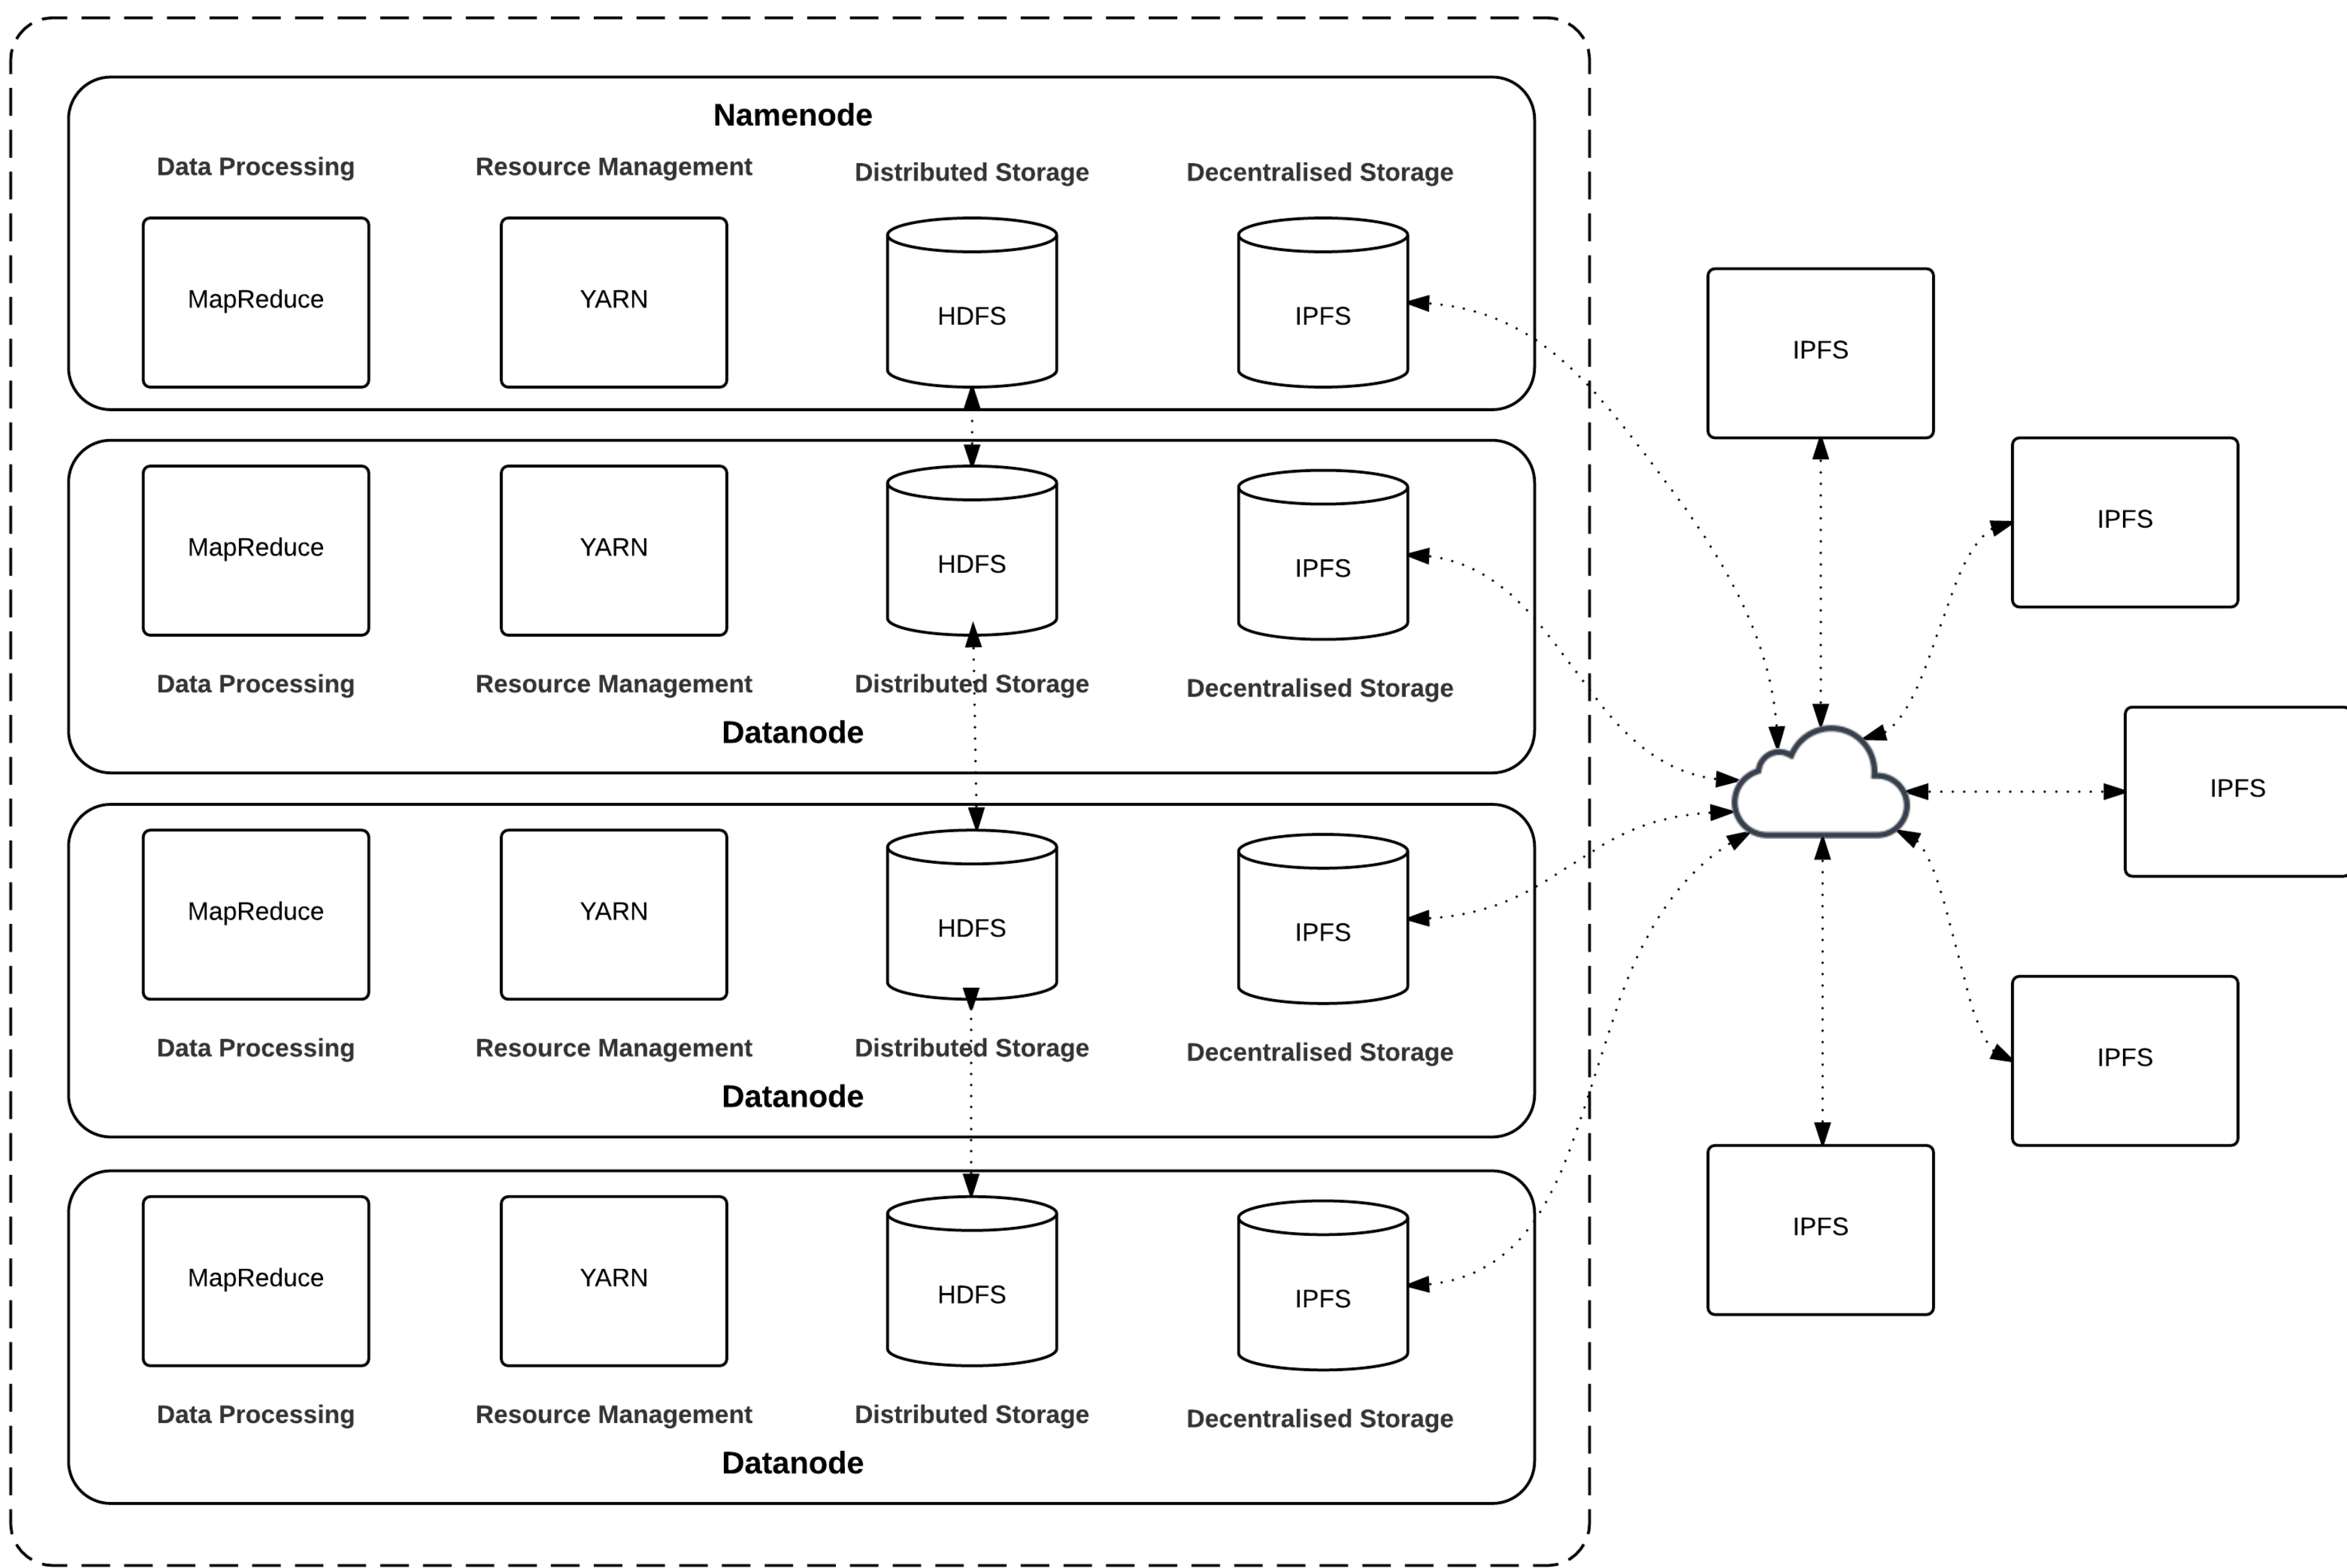 Namenode
Data Processing
Resource Management
Distributed Storage
Decentralised Storage
MapReduce
YARN
HDFS
IPFS
MapReduce
YARN
HDFS
IPFS
Data Processing
Resource Management
Distributed Storage
Decentralised Storage
Datanode
MapReduce
YARN
HDFS
IPFS
Data Processing
Resource Management
Distributed Storage
Decentralised Storage
Datanode
MapReduce
YARN
HDFS
IPFS
Data Processing
Resource Management
Distributed Storage
Decentralised Storage
Datanode
IPFS
IPFS
IPFS
IPFS
IPFS